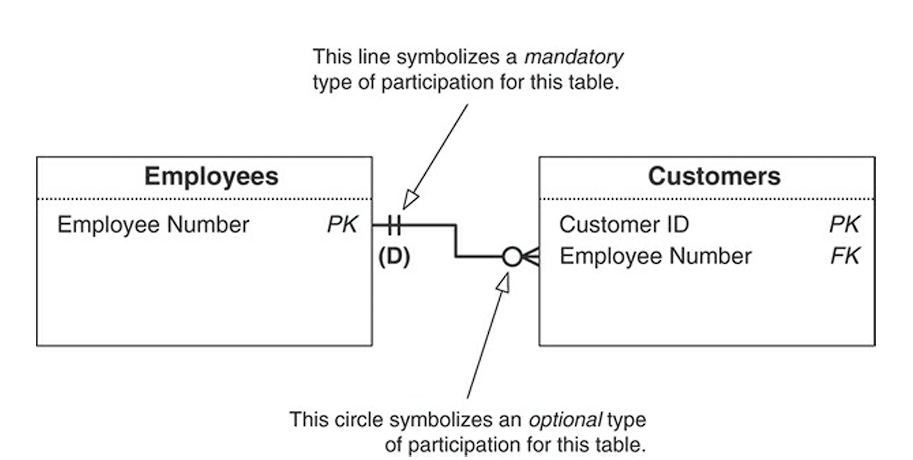 This line symbolizes a mandatory
type of participation for this table.
Employees
Employee Number PK
(D)
Customers
Customer ID PK
Employee Number FK
This circle symbolizes an optional type
of participation for this table.